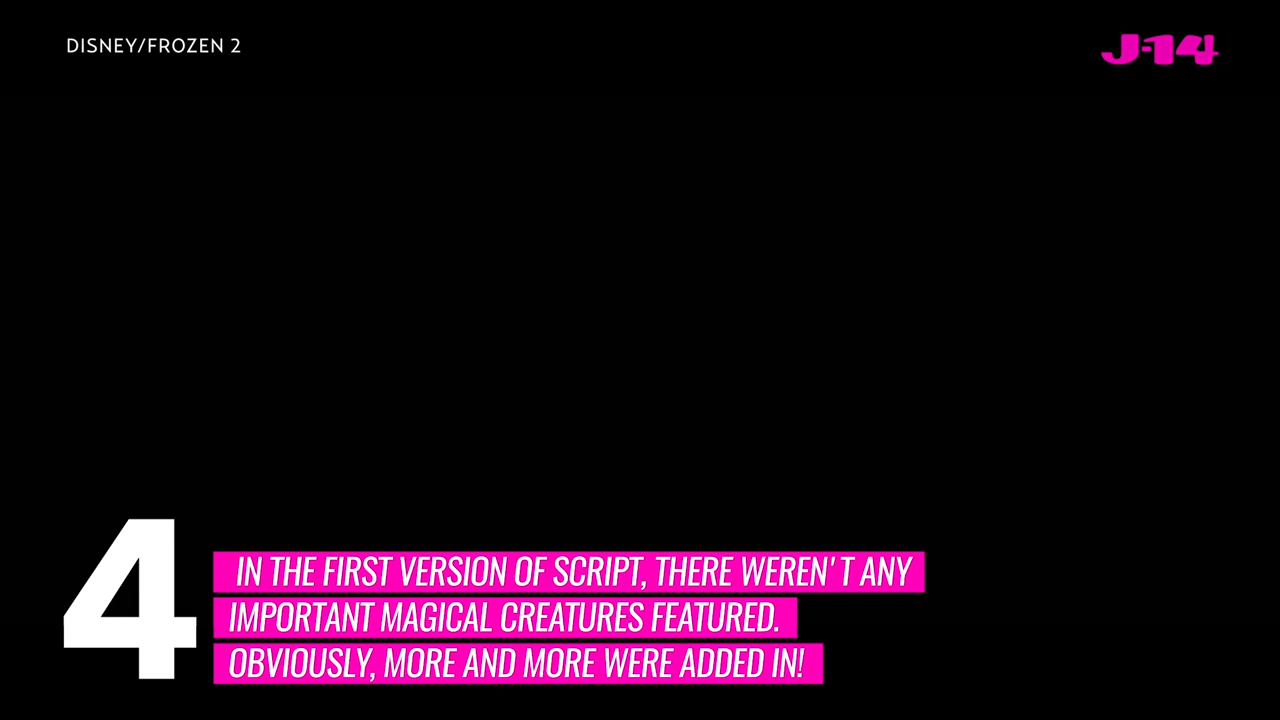 DISNEY/FROZEN 2
J-14
4
IN THE FIRST VERSION OF SCRIPT, THERE WEREN'T ANY
IMPORTANT MAGICAL CREATURES FEATURED.
OBVIOUSLY, MORE AND MORE WERE ADDED IN!